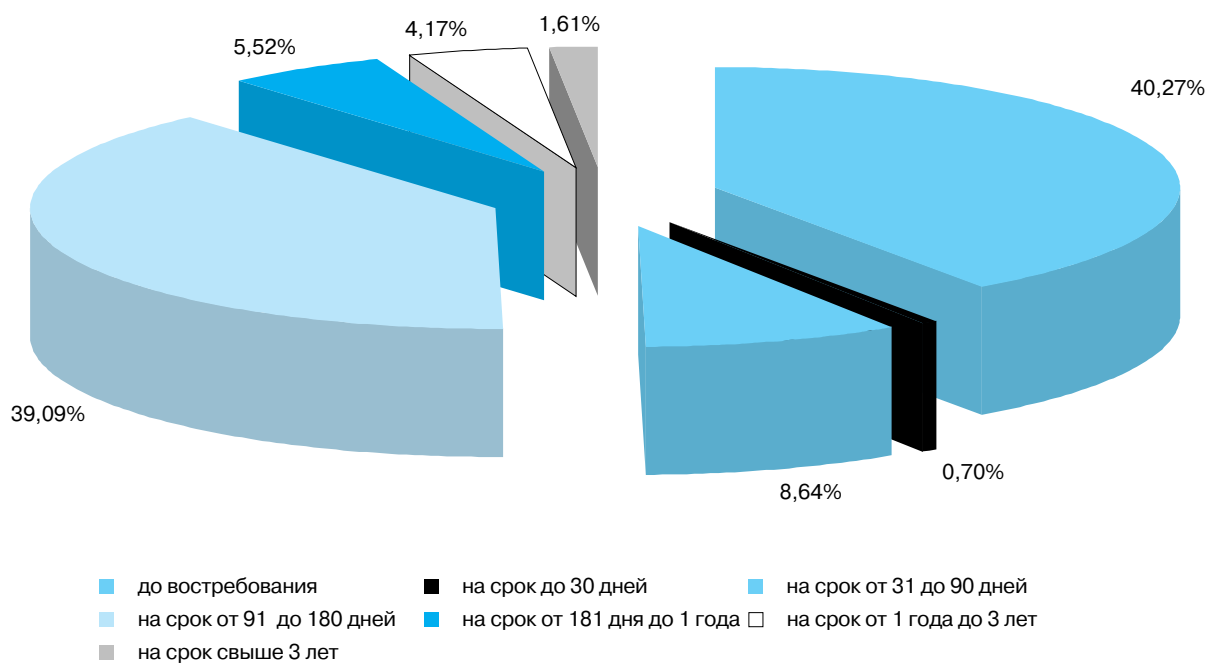 1,61%
4,17%
5,52%
40,27%
39,09%
0,70%
8,64%
до востребования
на срок до 30 дней
на срок от 31 до 90 дней
на срок от 91 до 180 дней
на срок от 181 дня до 1 года
на срок от 1 года до 3 лет
на срок свыше 3 лет